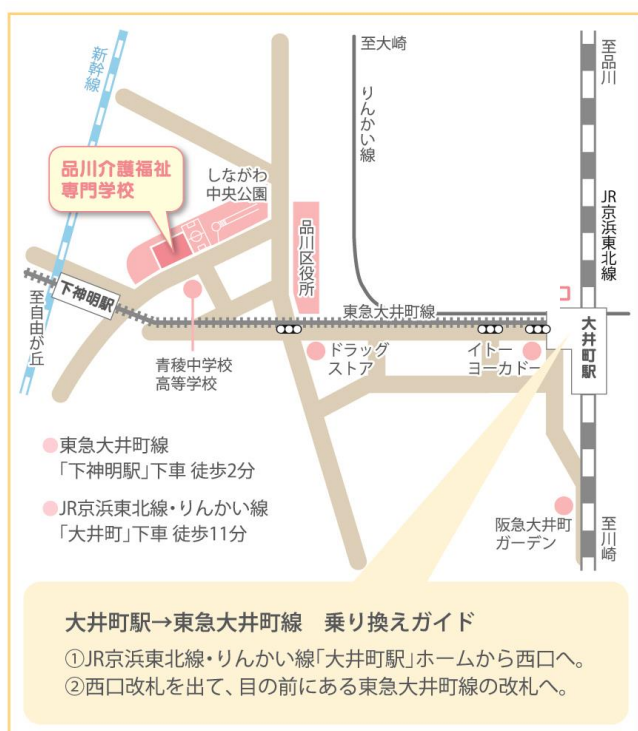 至大崎
至品川
新幹線
りんかい線
品川介護福祉
専門学校
しながわ
中央公園
JR京浜東北線
品川区役所
下神明駅
至自由が丘
東急大井町線
大井町駅
青稜中学校
高等学校
ドラッグ
ストア
イトー
ヨーカドー
●東急大井町線
「下神明駅」下車 徒歩2分
●JR京浜東北線・りんかい線
「大井町」下車 徒歩11分
阪急大井町
ガーデン
至川崎
大井町駅→東急大井町線　乗り換えガイド
①JR京浜東北線・りんかい線「大井町駅」ホームから西口へ。
②西口改札を出て、目の前にある東急大井町線の改札へ。